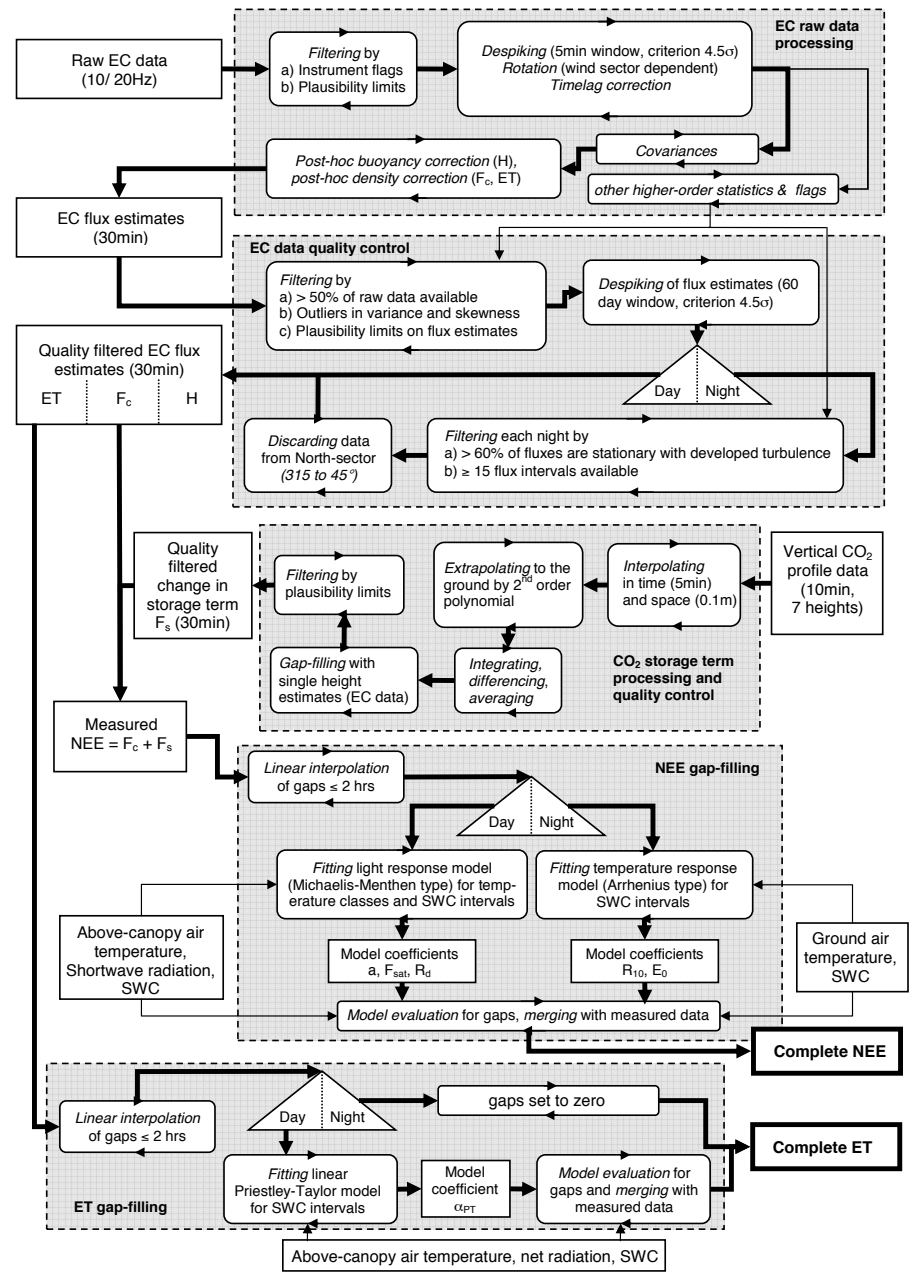 EC raw data
processing
Raw EC data
(10/ 20Hz)
Filtering by
a) Instrument flags
b) Plausibility limits
Despiking (5min window, criterion 4.5σ)
Rotation (wind sector dependent)
Timelag correction
Covariances
Post-hoc buoyancy correction (H),
post-hoc density correction (Fc, ET)
other higher-order statistics & flags
EC flux estimates
(30min)
EC data quality control
Filtering by
a) > 50% of raw data available
b) Outliers in variance and skewness
c) Plausibility limits on flux estimates
Despiking of flux estimates (60
day window, criterion 4.5σ)
Day Night
Quality filtered EC flux
estimates (30min)
ET Fc H
Discarding data
from North-sector
(315 to 45°)
Filtering each night by
a) > 60% of fluxes are stationary with developed turbulence
b) ≥ 15 flux intervals available
Vertical CO2
profile data
(10min,
7 heights)
Interpolating
in time (5min)
and space (0.1m)
Extrapolating to the
ground by 2nd order
polynomial
Filtering by
plausibility limits
Quality
filtered
change in
storage term
Fs (30min)
Gap-filling with
single height
estimates (EC data)
Integrating,
differencing,
averaging
CO2 storage term
processing and
quality control
Measured
NEE = Fc + Fs
NEE gap-filling
Linear interpolation
of gaps ≤ 2 hrs
Day Night
Fitting light response model
(Michaelis-Menthen type) for temp-
erature classes and SWC intervals
Fitting temperature response
model (Arrhenius type) for
SWC intervals
Above-canopy air
temperature,
Shortwave radiation,
SWC
Model coefficients
a, Fsat, Rd
Model coefficients
R10, E0
Ground air
temperature,
SWC
Model evaluation for gaps, merging with measured data
Complete NEE
Linear interpolation
of gaps ≤ 2 hrs
Day Night
gaps set to zero
Complete ET
Fitting linear
Priestley-Taylor model
for SWC intervals
Model
coefficient
αPT
Model evaluation for
gaps and merging with
measured data
ET gap-filling
Above-canopy air temperature, net radiation, SWC